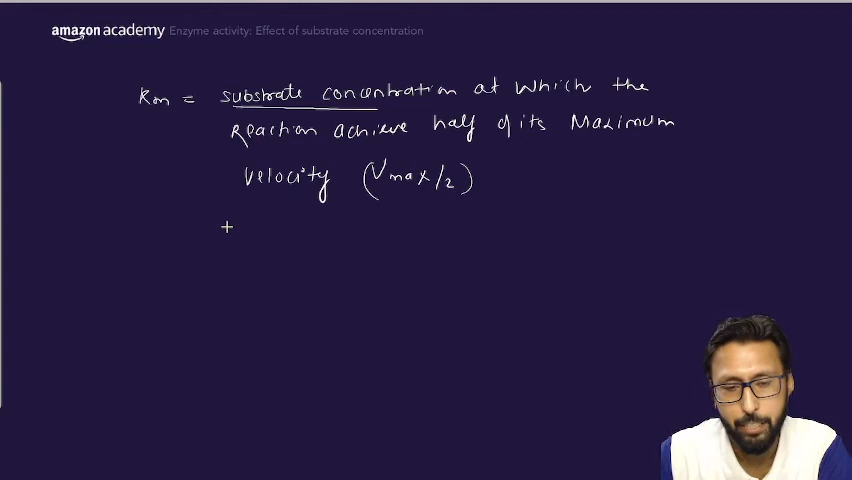 amazon academy Enzyme activity: Effect of substrate concentration
Km = substrate concentration at which the
Reaction achieve half of its Maximum
Velocity (Vmax/2)